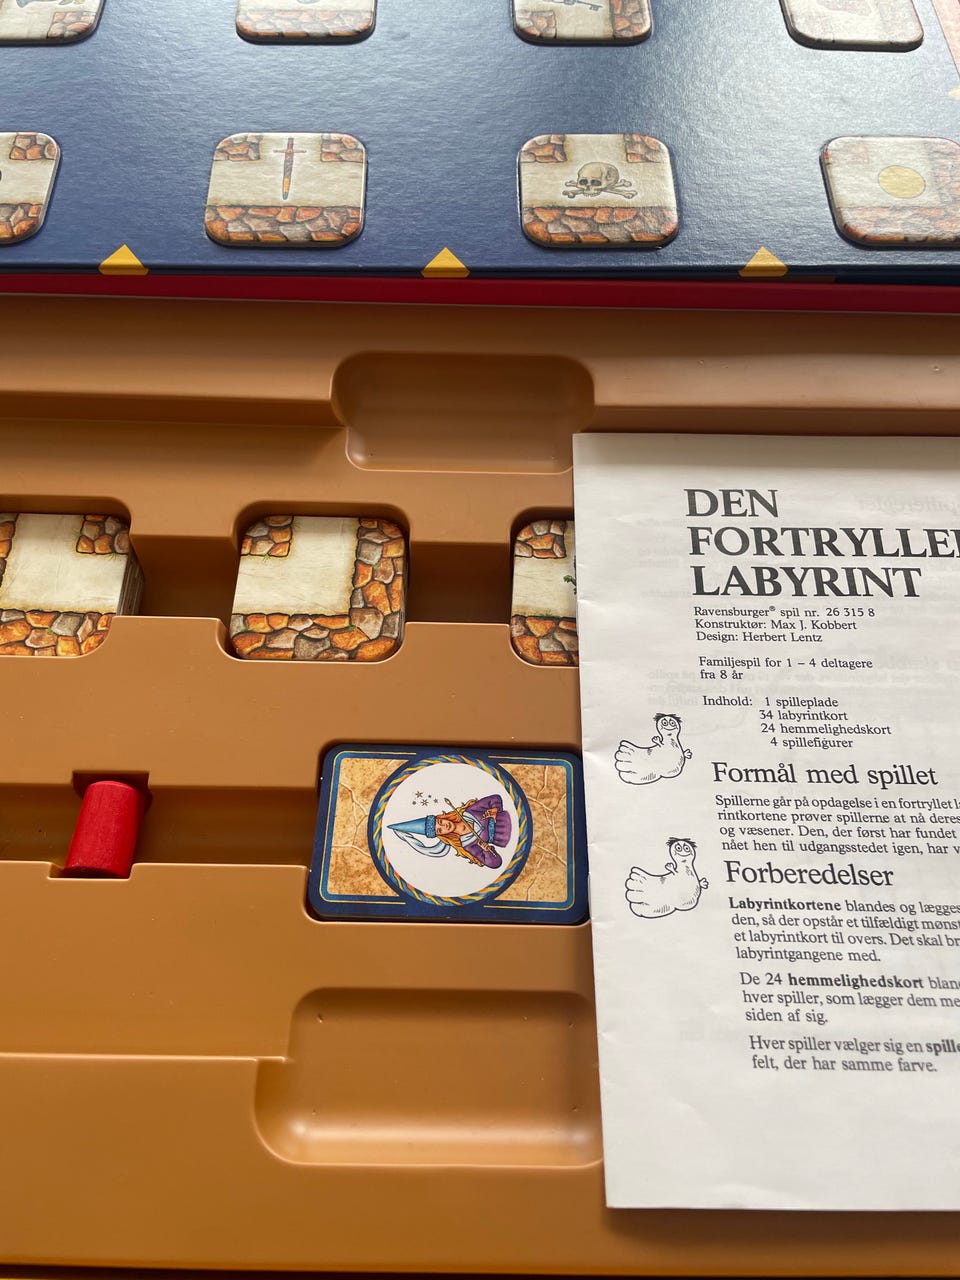 DEN
FORTRYLLE
LABYRINT
Ravensburger® spil nr. 26 315 8
Konstruktør: Max J. Kobbert
Design: Herbert Lentz
Familjespil for 1 – 4 deltagere
fra 8 år
Indhold: 1 spilleplade
34 labyrintkort
24 hemmelighedskort
4 spillefigurer
Formål med spillet
Spillerne går på opdagelse i en fortryllet
rintkortene prøver spillerne at nå deres
og væsener. Den, der først har fundet
nået hen til udgangsstedet igen, har
Forberedelser
Labyrintkortene blandes og lægges
den, så der opstår et tilfældigt mønst
et labyrintkort til overs. Det skal br
labyrintgangene med.
De 24 hemmelighedskort blan
hver spiller, som lægger dem me
siden af sig.
Hver spiller vælger sig en spille
felt, der har samme farve.